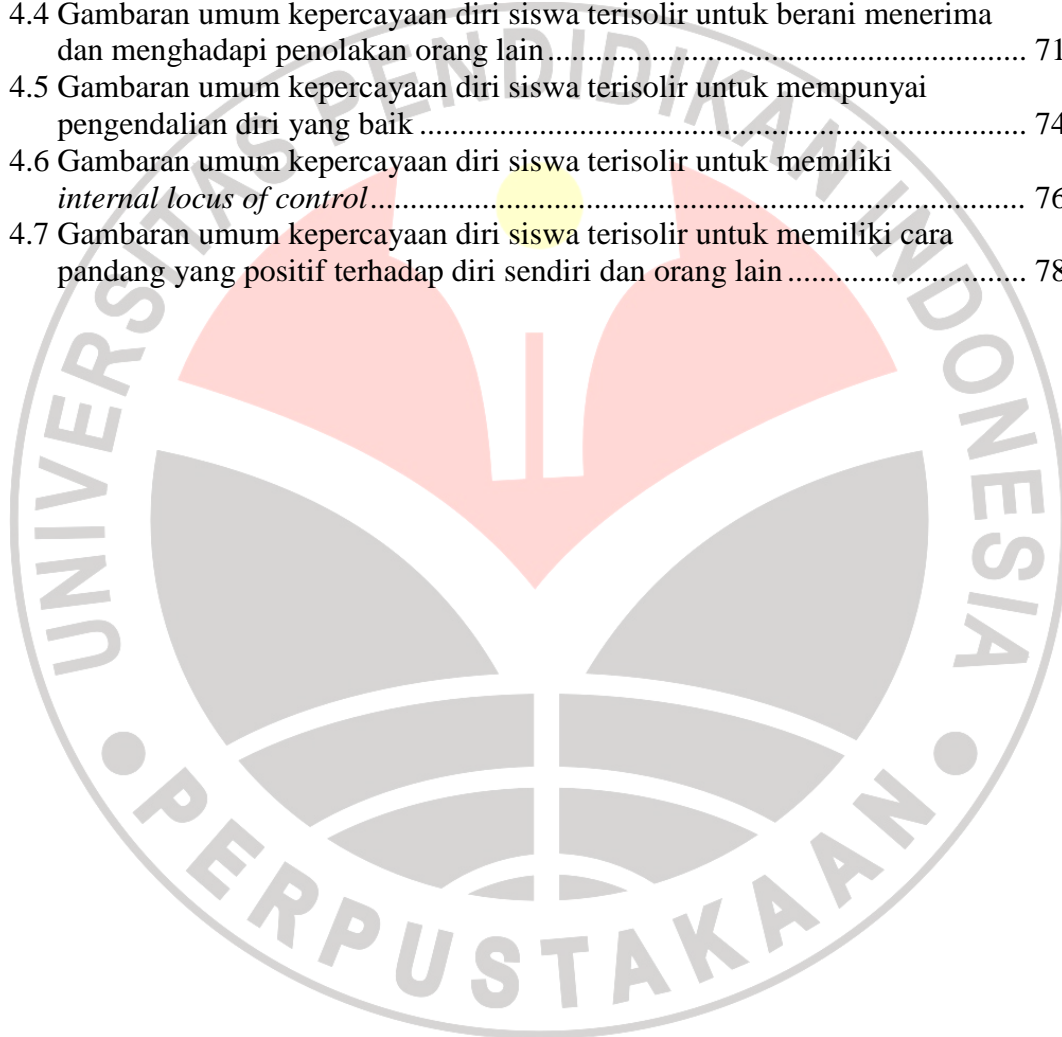 4.4 Gambaran umum kepercayaan diri siswa terisolir untuk berani menerima
dan menghadapi penolakan orang lain ................................................................ 71
4.5 Gambaran umum kepercayaan diri siswa terisolir untuk mempunyai
pengendalian diri yang baik ................................................................ 74
4.6 Gambaran umum kepercayaan diri siswa terisolir untuk memiliki
internal locus of control ................................................................ 76
4.7 Gambaran umum kepercayaan diri siswa terisolir untuk memiliki cara
pandang yang positif terhadap diri sendiri dan orang lain ............................ 78
UNIVERSITAS PENDIDIKAN INDONESIA
PERPUSTAKAAN